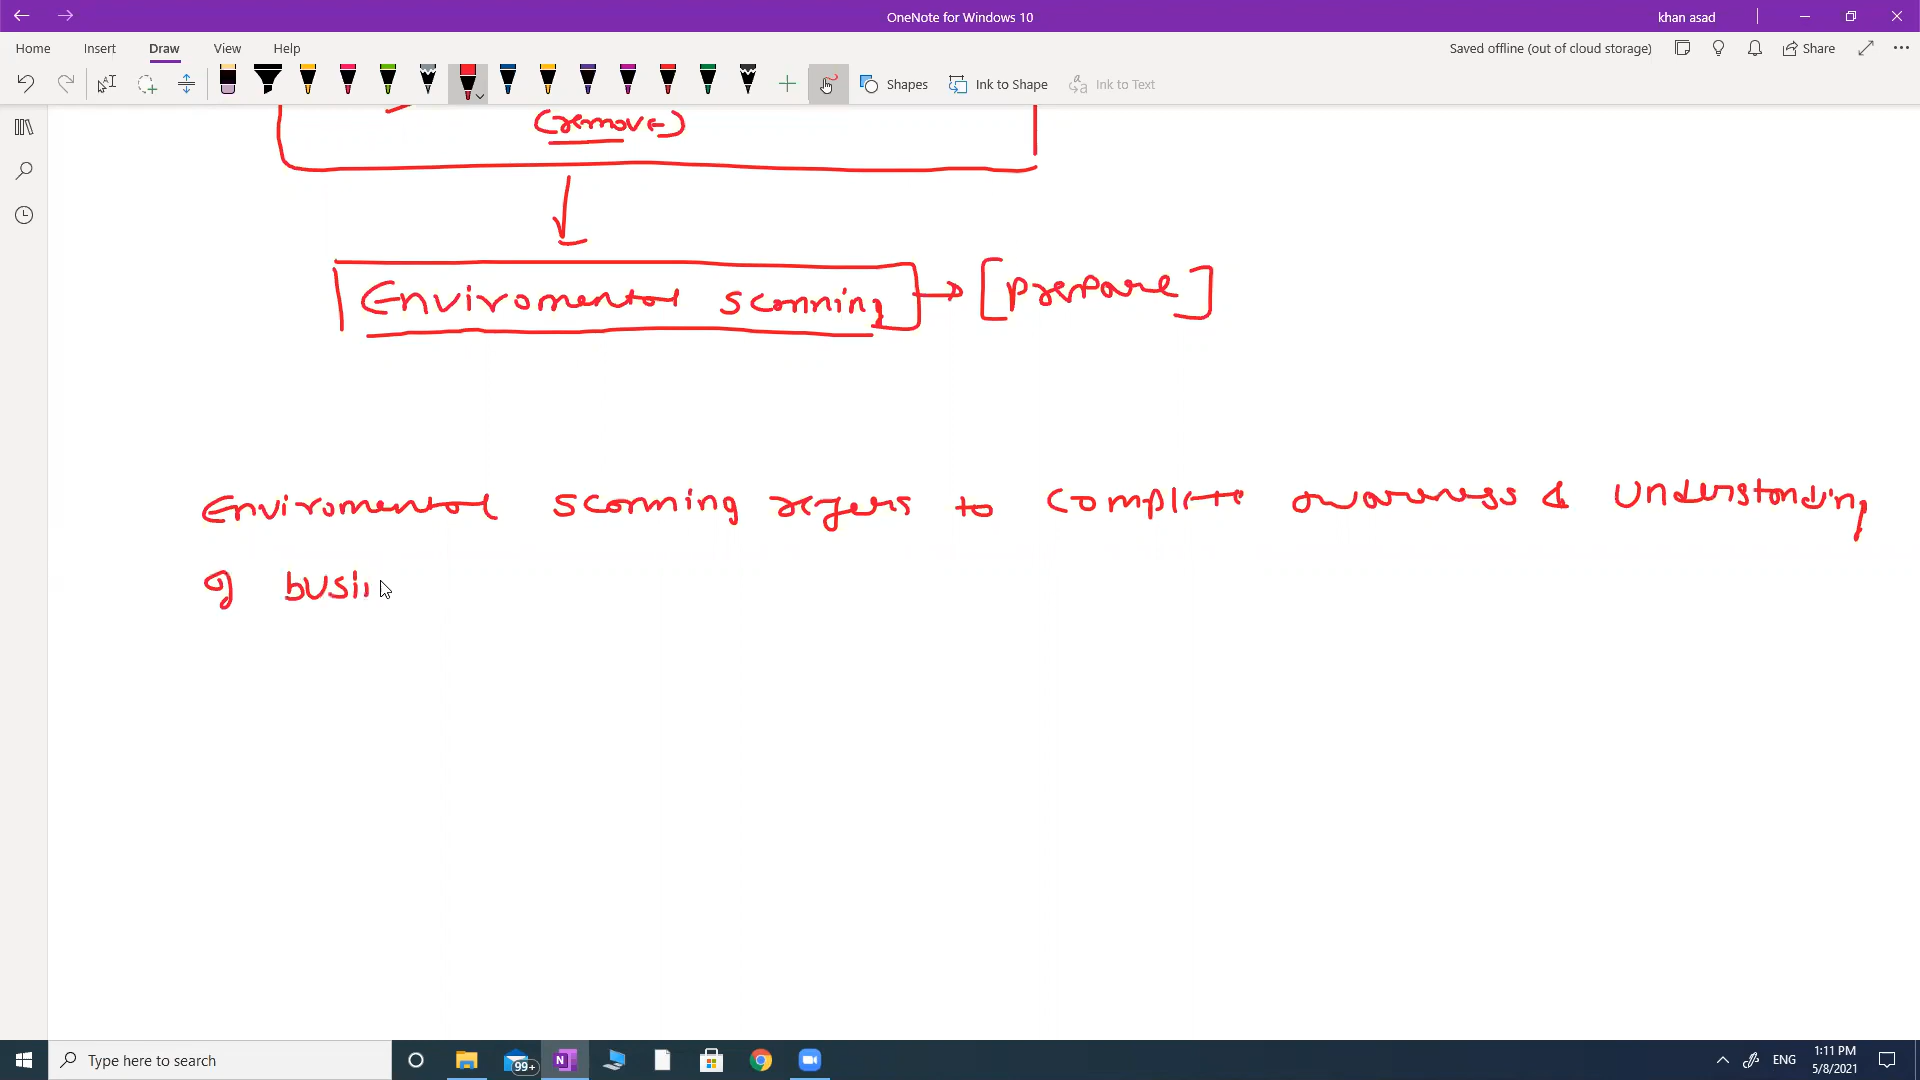 OneNote for Windows 10
khan asad
Home Insert Draw View Help
Saved offline (out of cloud storage)
Share
Shapes
Ink to Shape
Ink to Text
(remove)
Enviromental scanning → [prepare]
Enviromental scanning refers to complete awareness & understanding
of busin
Type here to search
99+
ENG
1:11 PM
5/8/2021